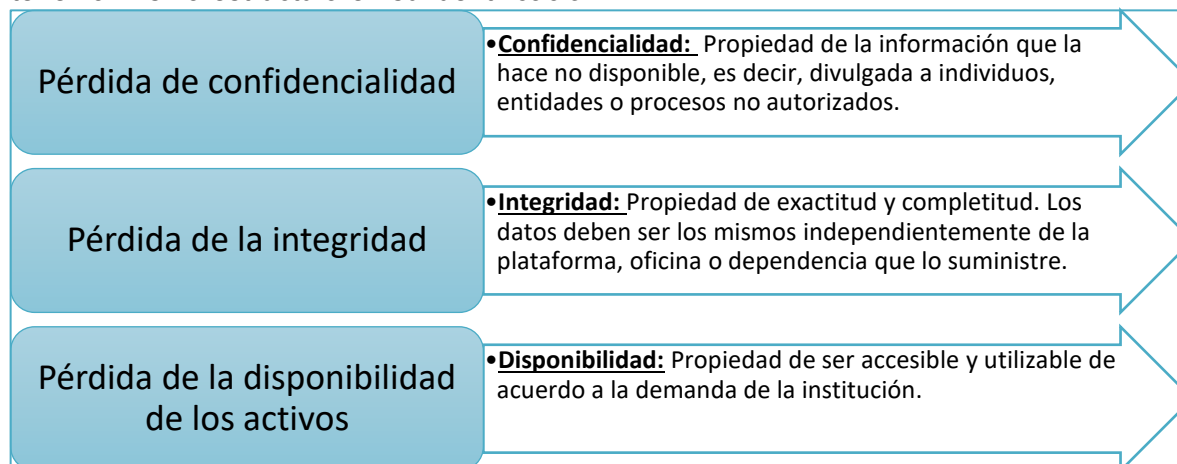 Pérdida de confidencialidad
•Confidencialidad: Propiedad de la información que la
hace no disponible, es decir, divulgada a individuos,
entidades o procesos no autorizados.
Pérdida de la integridad
•Integridad: Propiedad de exactitud y completitud. Los
datos deben ser los mismos independientemente de la
plataforma, oficina o dependencia que lo suministre.
Pérdida de la disponibilidad
de los activos
•Disponibilidad: Propiedad de ser accesible y utilizable de
acuerdo a la demanda de la institución.